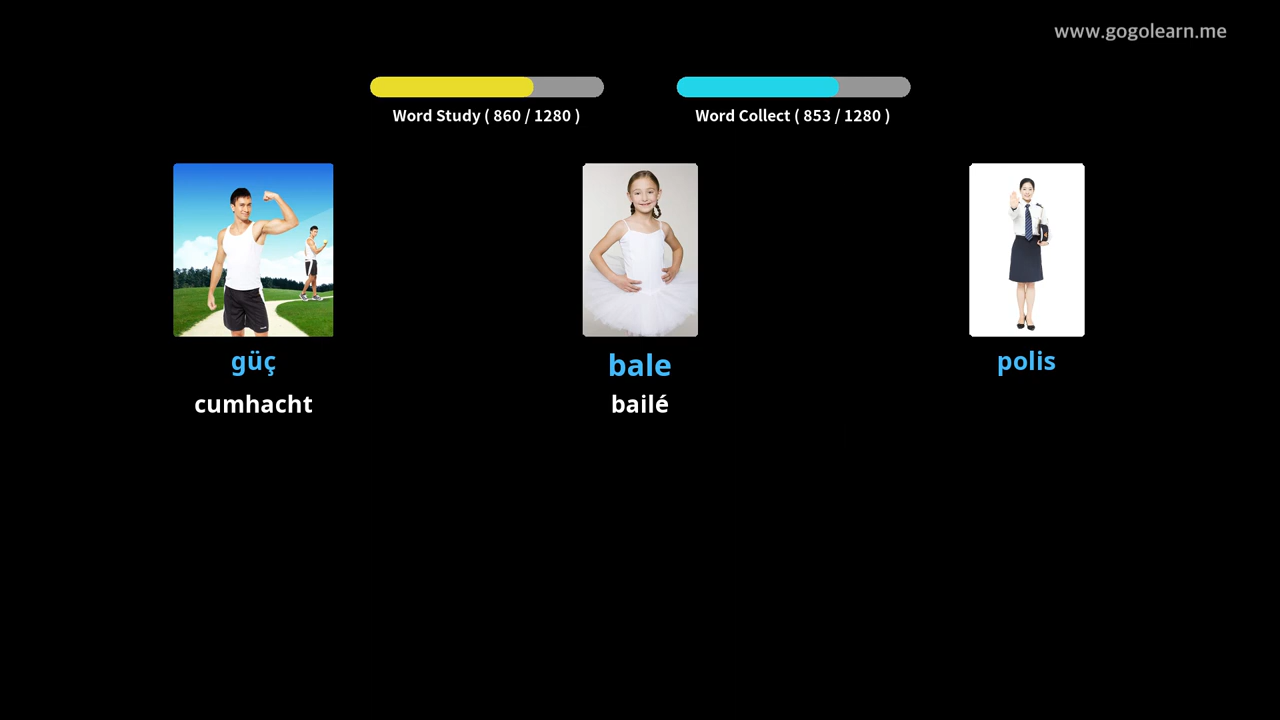 www.gogolearn.me
Word Study ( 860 / 1280 )
Word Collect ( 853 / 1280 )
güç
bale
polis
cumhacht
bailé